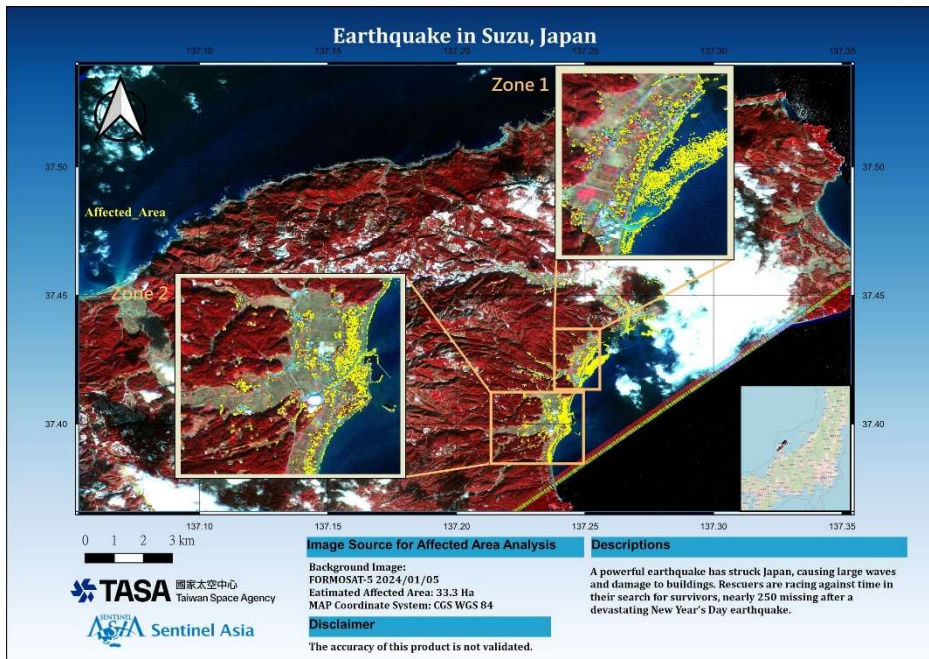 Earthquake in Suzu, Japan
137.10 137.15 137.20 137.25 137.30 137.35
Zone 1
37.50 37.50
Affected_Area
Zone 2
37.45 37.45
37.40 37.40
137.10 137.15 137.20 137.25 137.30 137.35
0 1 2 3 km
TASA 國家太空中心
Taiwan Space Agency
SENTINEL
ASIA Sentinel Asia
Image Source for Affected Area Analysis
Background Image:
FORMOSAT-5 2024/01/05
Eatimated Affected Area: 33.3 Ha
MAP Coordinate System: CGS WGS 84
Disclaimer
The accuracy of this product is not validated.
Descriptions
A powerful earthquake has struck Japan, causing large waves
and damage to buildings. Rescuers are racing against time in
their search for survivors, nearly 250 missing after a
devastating New Year's Day earthquake.